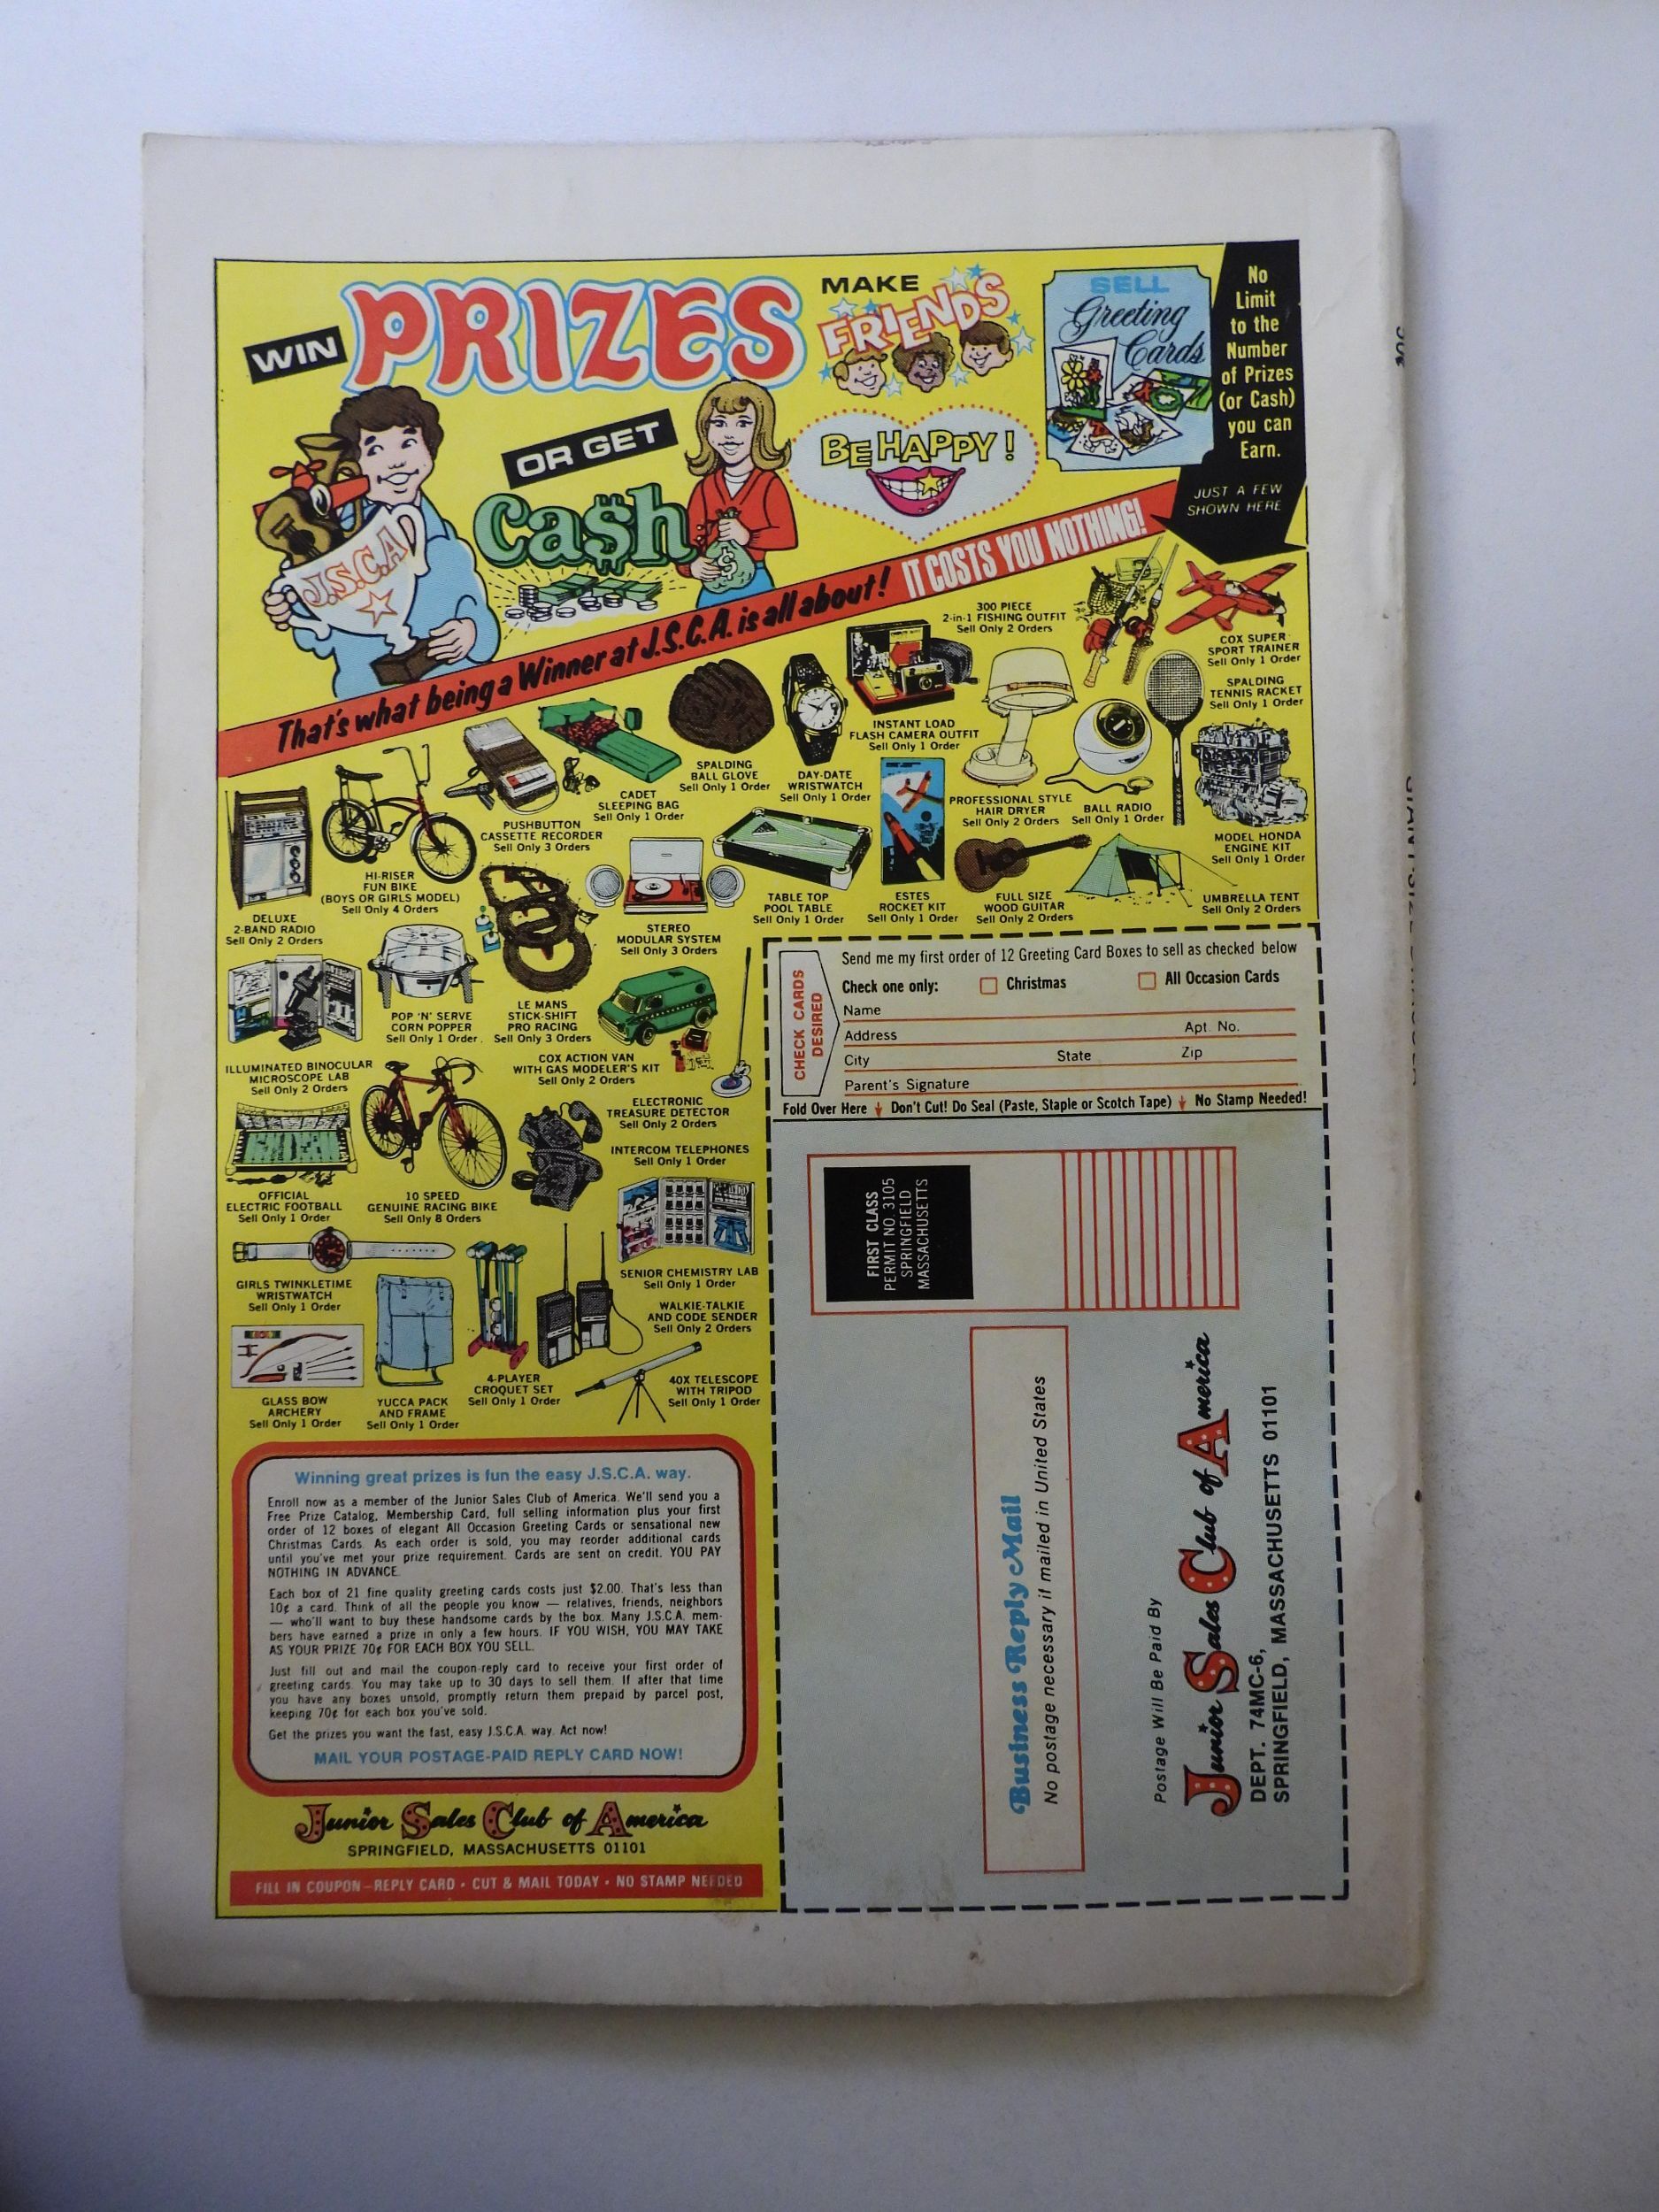 WIN
PRIZES
MAKE
FRIENDS
SELL
Greeting
Cards
No
Limit
to the
Number
of Prizes
(or Cash)
you can
Earn.
JUST A FEW
SHOWN HERE
OR GET
Ca$h
BE HAPPY!
J.S.C.A.
$
That's what being a Winner at J.S.C.A. is all about! IT COSTS YOU NOTHING!
300 PIECE
2-in-1 FISHING OUTFIT
Sell Only 2 Orders
COX SUPER
SPORT TRAINER
Sell Only 1 Order
SPALDING
TENNIS RACKET
Sell Only 1 Order
INSTANT LOAD
FLASH CAMERA OUTFIT
Sell Only 1 Order
SPALDING
BALL GLOVE
Sell Only 1 Order
DAY-DATE
WRISTWATCH
Sell Only 1 Order
CADET
SLEEPING BAG
Sell Only 1 Order
PROFESSIONAL STYLE
HAIR DRYER
Sell Only 2 Orders
BALL RADIO
Sell Only 1 Order
PUSHBUTTON
CASSETTE RECORDER
Sell Only 3 Orders
MODEL HONDA
ENGINE KIT
Sell Only 1 Order
HI-RISER
FUN BIKE
(BOYS OR GIRLS MODEL)
Sell Only 4 Orders
TABLE TOP
POOL TABLE
Sell Only 1 Order
ESTES
ROCKET KIT
Sell Only 1 Order
FULL SIZE
WOOD GUITAR
Sell Only 2 Orders
UMBRELLA TENT
Sell Only 2 Orders
DELUXE
2-BAND RADIO
Sell Only 2 Orders
STEREO
MODULAR SYSTEM
Sell Only 3 Orders
POP 'N' SERVE
CORN POPPER
Sell Only 1 Order
LE MANS
STICK-SHIFT
PRO RACING
Sell Only 3 Orders
ILLUMINATED BINOCULAR
MICROSCOPE LAB
Sell Only 2 Orders
COX ACTION VAN
WITH GAS MODELER'S KIT
Sell Only 2 Orders
ELECTRONIC
TREASURE DETECTOR
Sell Only 2 Orders
INTERCOM TELEPHONES
Sell Only 1 Order
OFFICIAL
ELECTRIC FOOTBALL
Sell Only 1 Order
10 SPEED
GENUINE RACING BIKE
Sell Only 8 Orders
GIRLS TWINKLETIME
WRISTWATCH
Sell Only 1 Order
SENIOR CHEMISTRY LAB
Sell Only 1 Order
WALKIE-TALKIE
AND CODE SENDER
Sell Only 2 Orders
GLASS BOW
ARCHERY
Sell Only 1 Order
YUCCA PACK
AND FRAME
Sell Only 1 Order
4-PLAYER
CROQUET SET
Sell Only 1 Order
40X TELESCOPE
WITH TRIPOD
Sell Only 1 Order
Winning great prizes is fun the easy J.S.C.A. way.
Enroll now as a member of the Junior Sales Club of America. We'll send you a
Free Prize Catalog, Membership Card, full selling information plus your first
order of 12 boxes of elegant All Occasion Greeting Cards or sensational new
Christmas Cards. As each order is sold, you may reorder additional cards
until you've met your prize requirement. Cards are sent on credit. YOU PAY
NOTHING IN ADVANCE.
Each box of 21 fine quality greeting cards costs just $2.00. That's less than
10¢ a card. Think of all the people you know — relatives, friends, neighbors
— who'll want to buy these handsome cards by the box. Many J.S.C.A. mem-
bers have earned a prize in only a few hours. IF YOU WISH, YOU MAY TAKE
AS YOUR PRIZE 70¢ FOR EACH BOX YOU SELL.
Just fill out and mail the coupon-reply card to receive your first order of
greeting cards. You may take up to 30 days to sell them. If after that time
you have any boxes unsold, promptly return them prepaid by parcel post,
keeping 70¢ for each box you've sold.
Get the prizes you want the fast, easy J.S.C.A. way. Act now!
MAIL YOUR POSTAGE-PAID REPLY CARD NOW!
Junior Sales Club of America
SPRINGFIELD, MASSACHUSETTS 01101
FILL IN COUPON–REPLY CARD • CUT & MAIL TODAY • NO STAMP NEEDED
CHECK CARDS
DESIRED
Send me my first order of 12 Greeting Card Boxes to sell as checked below
Check one only: Christmas All Occasion Cards
Name
Address Apt. No.
City State Zip
Parent's Signature
Fold Over Here Don't Cut! Do Seal (Paste, Staple or Scotch Tape) No Stamp Needed!
FIRST CLASS
PERMIT NO. 3105
SPRINGFIELD
MASSACHUSETTS
Business Reply Mail
No postage necessary if mailed in United States
Postage Will Be Paid By
Junior Sales Club of America
DEPT. 74MC-6,
SPRINGFIELD, MASSACHUSETTS 01101